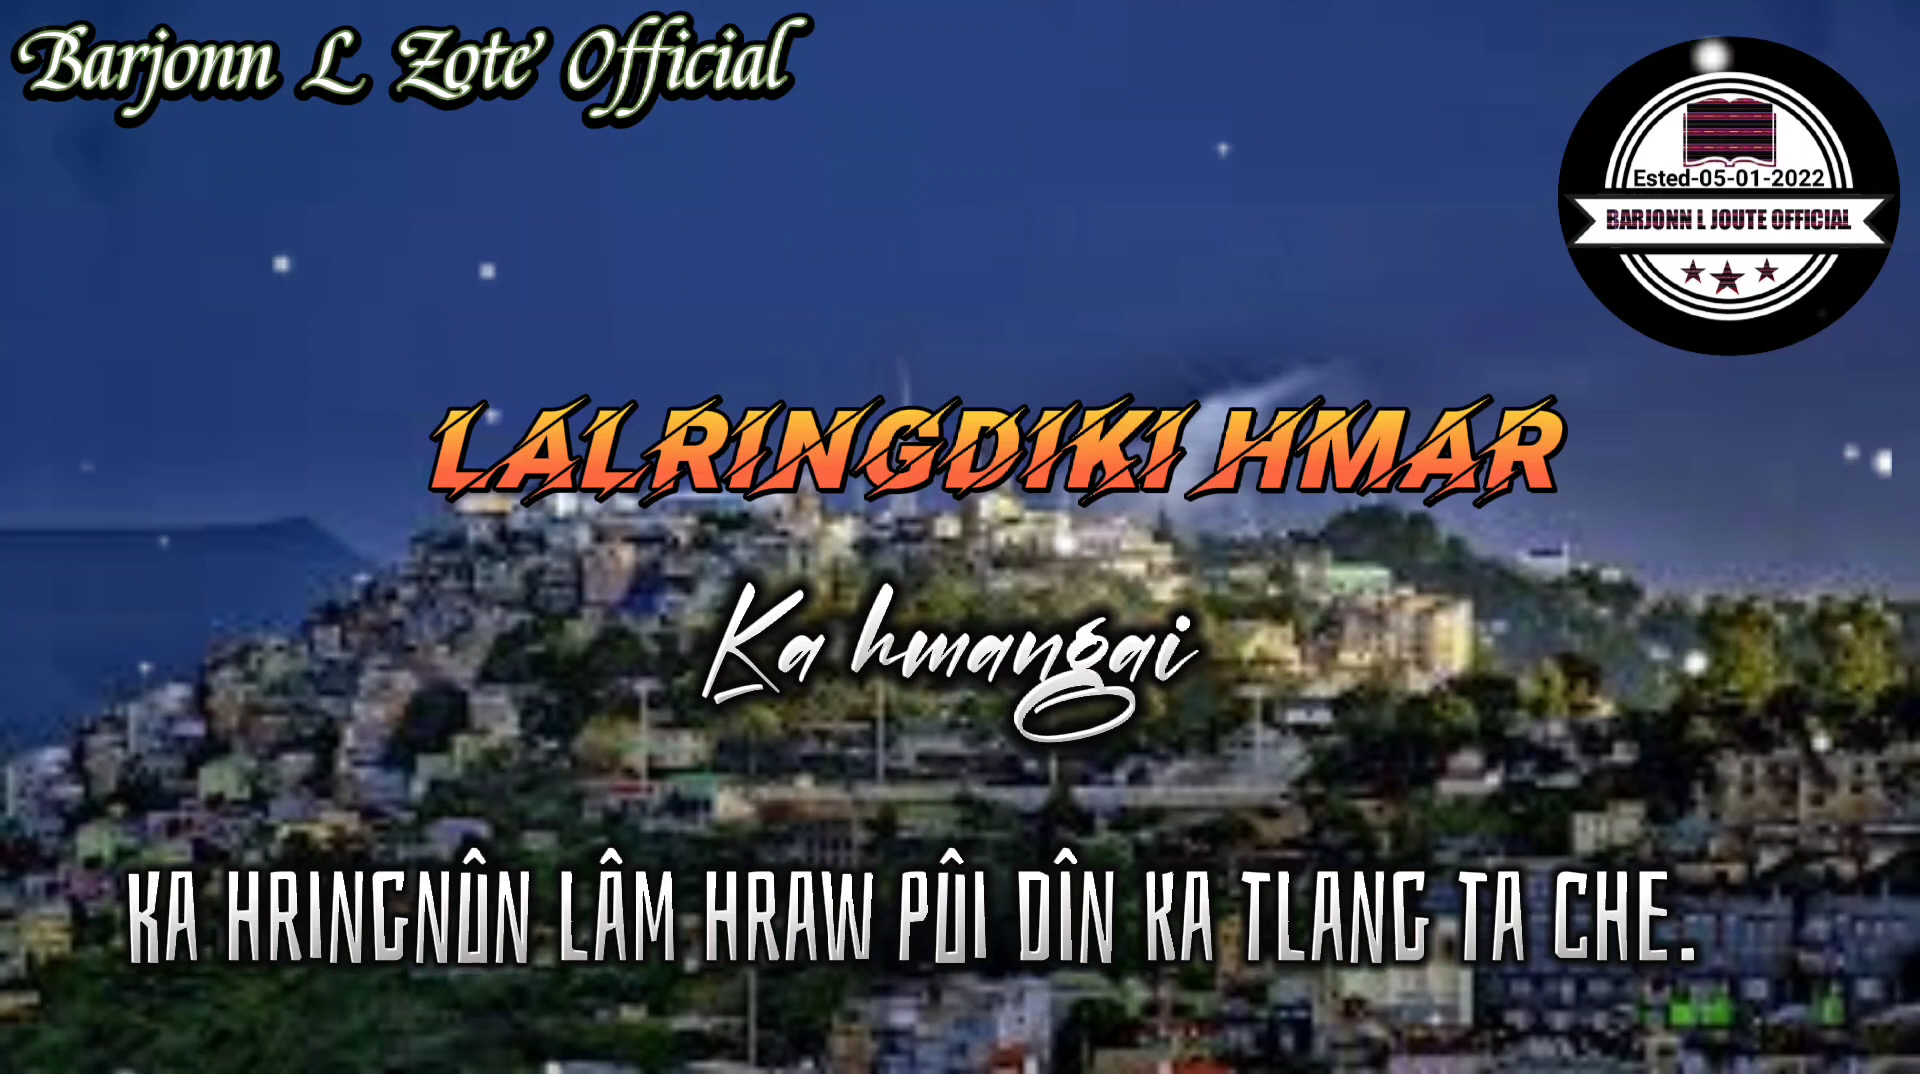 Barjonn L Zote' Official
Ested-05-01-2022
BARJONN L JOUTE OFFICIAL
LALRINGDIKI HMAR
Ka hmangai
KA HRINGNÛN LÂM HRAW PÛI DÎN KA TLANG TA CHE.